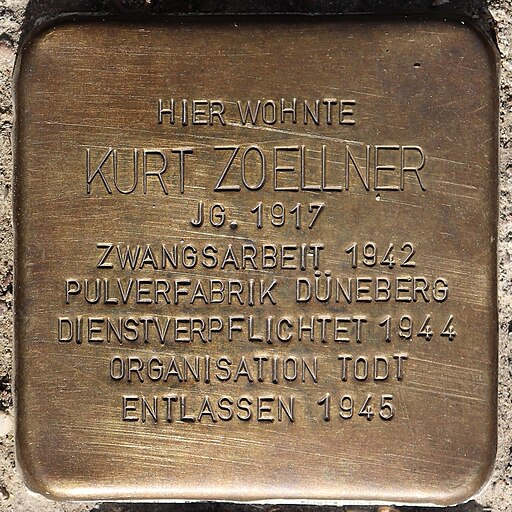 HIER WOHNTE
KURT ZOELLNER
JG. 1917
ZWANGSARBEIT 1942
PULVERFABRIK DÜNEBERG
DIENSTVERPFLICHTET 1944
ORGANISATION TODT
ENTLASSEN 1945